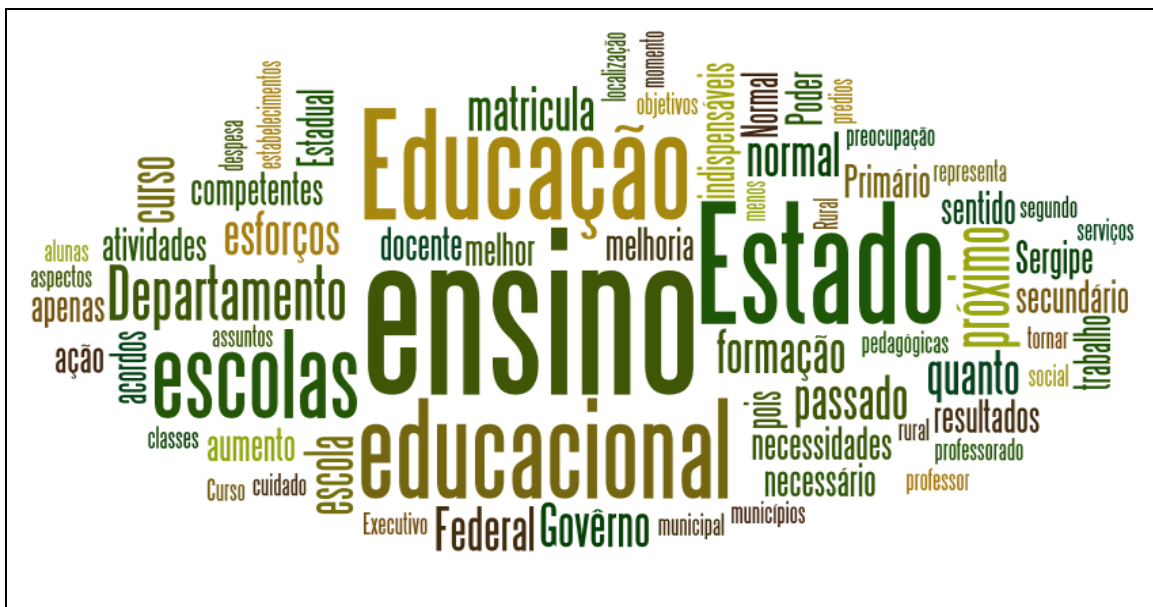 localização
momento
estabelecimentos
despesa
Estadual
matricula
objetivos
indispensáveis
Normal
Poder
prédios
Educação
preocupação
normal
curso
competentes
menos
Rural
Primário
representa
sentido
segundo
serviços
alunas
atividades
esforços
docente
melhor
melhoria
Estado
próximo
Sergipe
aspectos
apenas
Departamento
ensino
secundário
ação
acordos
assuntos
escolas
formação
pedagógicas
tornar
trabalho
quanto
social
classes
aumento
escola
educacional
pois
passado
rural
resultados
necessidades
professorado
Curso
cuidado
necessário
professor
Executivo
Federal
Govêrno
municipal
municípios